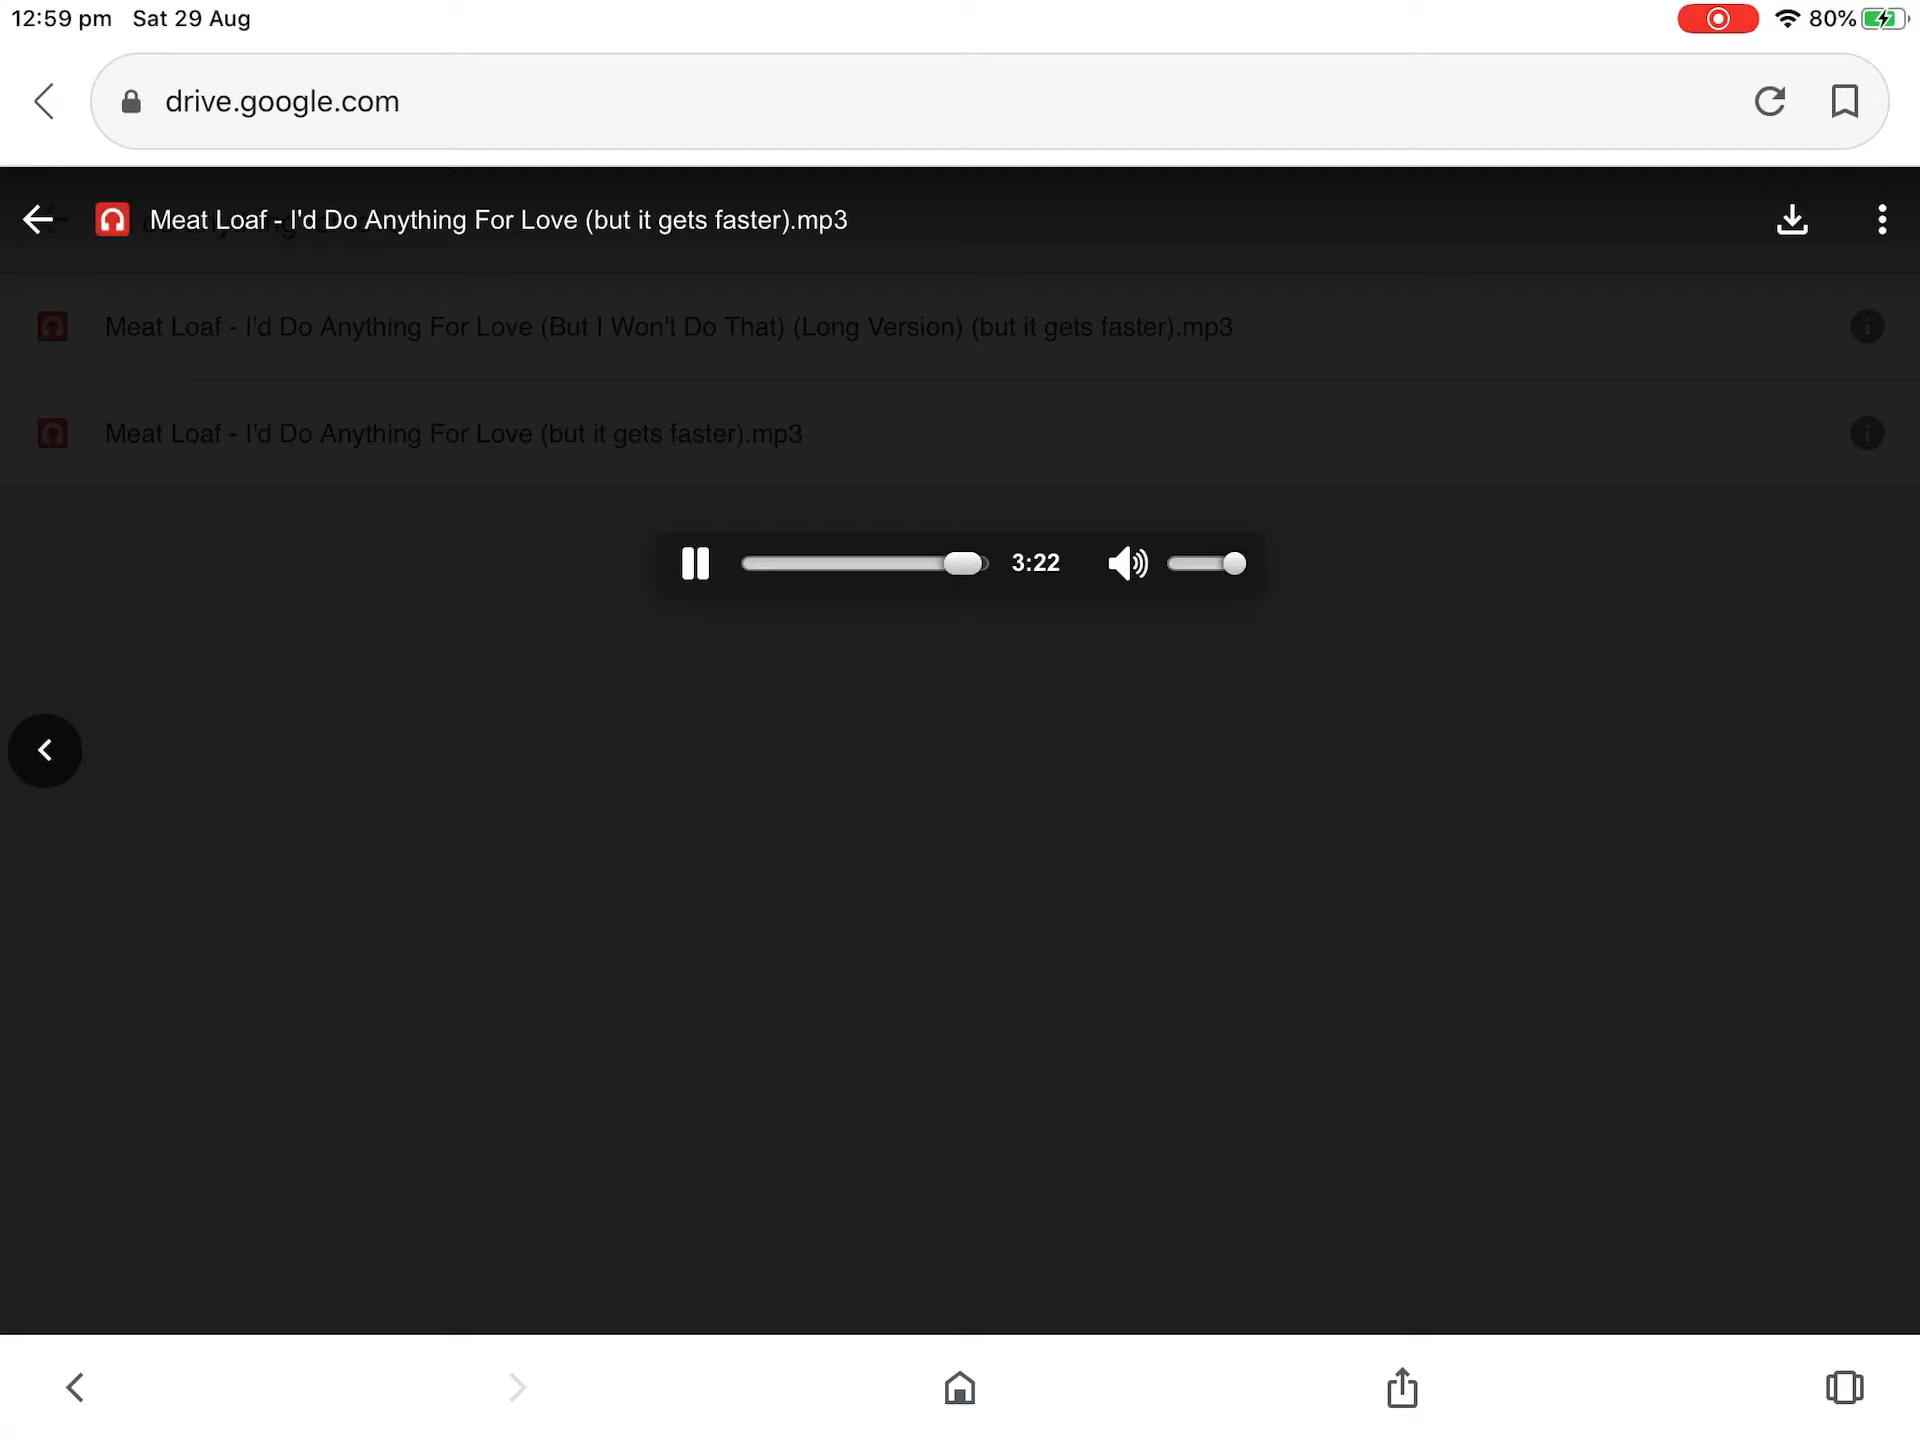 12:59 pm Sat 29 Aug
80%
drive.google.com
Meat Loaf - I'd Do Anything For Love (but it gets faster).mp3
Meat Loaf - I'd Do Anything For Love (But I Won't Do That) (Long Version) (but it gets faster).mp3
Meat Loaf - I'd Do Anything For Love (but it gets faster).mp3
3:22